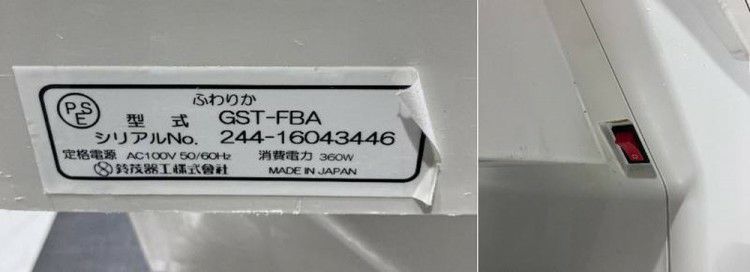 ふわりか
PSE
型式 GST-FBA
シリアルNo. 244-16043446
定格電源 AC100V 50/60Hz 消費電力 360W
鈴茂器工株式會社 MADE IN JAPAN